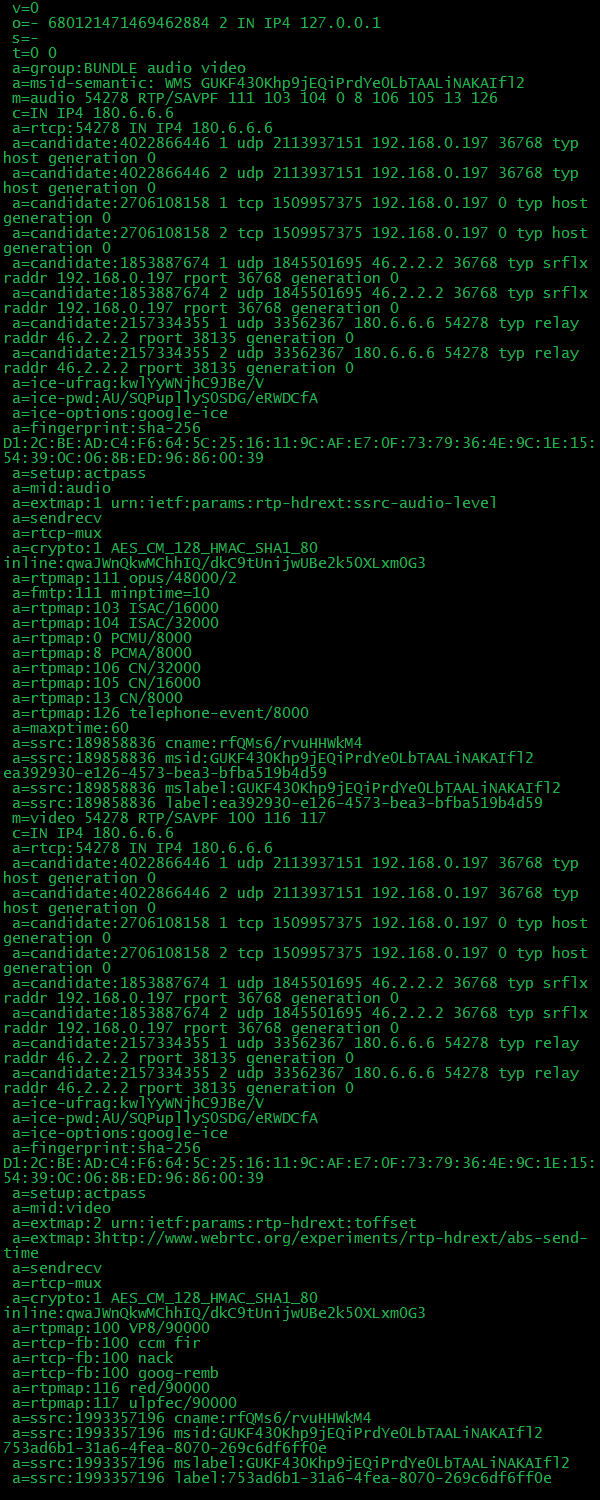 v=0
o=- 680121471469462884 2 IN IP4 127.0.0.1
s=-
t=0 0
a=group:BUNDLE audio video
a=msid-semantic: WMS GUKF430Khp9jEQiPrdYe0LbTAALiNAKAIfl2
m=audio 54278 RTP/SAVPF 111 103 104 0 8 106 105 13 126
c=IN IP4 180.6.6.6
a=rtcp:54278 IN IP4 180.6.6.6
a=candidate:4022866446 1 udp 2113937151 192.168.0.197 36768 typ
host generation 0
a=candidate:4022866446 2 udp 2113937151 192.168.0.197 36768 typ
host generation 0
a=candidate:2706108158 1 tcp 1509957375 192.168.0.197 0 typ host
generation 0
a=candidate:2706108158 2 tcp 1509957375 192.168.0.197 0 typ host
generation 0
a=candidate:1853887674 1 udp 1845501695 46.2.2.2 36768 typ srflx
raddr 192.168.0.197 rport 36768 generation 0
a=candidate:1853887674 2 udp 1845501695 46.2.2.2 36768 typ srflx
raddr 192.168.0.197 rport 36768 generation 0
a=candidate:2157334355 1 udp 33562367 180.6.6.6 54278 typ relay
raddr 46.2.2.2 rport 38135 generation 0
a=candidate:2157334355 2 udp 33562367 180.6.6.6 54278 typ relay
raddr 46.2.2.2 rport 38135 generation 0
a=ice-ufrag:kwlYyWNjhC9JBe/V
a=ice-pwd:AU/SQPupllyS0SDG/eRWDCfA
a=ice-options:google-ice
a=fingerprint:sha-256
D1:2C:BE:AD:C4:F6:64:5C:25:16:11:9C:AF:E7:0F:73:79:36:4E:9C:1E:15:
54:39:0C:06:8B:ED:96:86:00:39
a=setup:actpass
a=mid:audio
a=extmap:1 urn:ietf:params:rtp-hdrext:ssrc-audio-level
a=sendrecv
a=rtcp-mux
a=crypto:1 AES_CM_128_HMAC_SHA1_80
inline:qwaJWnQkwMChhIQ/dkC9tUnijwUBe2k50XLxmOG3
a=rtpmap:111 opus/48000/2
a=fmtp:111 minptime=10
a=rtpmap:103 ISAC/16000
a=rtpmap:104 ISAC/32000
a=rtpmap:0 PCMU/8000
a=rtpmap:8 PCMA/8000
a=rtpmap:106 CN/32000
a=rtpmap:105 CN/16000
a=rtpmap:13 CN/8000
a=rtpmap:126 telephone-event/8000
a=maxptime:60
a=ssrc:189858836 cname:rfQMs6/rvuHHWkM4
a=ssrc:189858836 msid:GUKF430Khp9jEQiPrdYe0LbTAALiNAKAIfl2
ea392930-e126-4573-bea3-bfba519b4d59
a=ssrc:189858836 mslabel:GUKF430Khp9jEQiPrdYe0LbTAALiNAKAIfl2
a=ssrc:189858836 label:ea392930-e126-4573-bea3-bfba519b4d59
m=video 54278 RTP/SAVPF 100 116 117
c=IN IP4 180.6.6.6
a=rtcp:54278 IN IP4 180.6.6.6
a=candidate:4022866446 1 udp 2113937151 192.168.0.197 36768 typ
host generation 0
a=candidate:4022866446 2 udp 2113937151 192.168.0.197 36768 typ
host generation 0
a=candidate:2706108158 1 tcp 1509957375 192.168.0.197 0 typ host
generation 0
a=candidate:2706108158 2 tcp 1509957375 192.168.0.197 0 typ host
generation 0
a=candidate:1853887674 1 udp 1845501695 46.2.2.2 36768 typ srflx
raddr 192.168.0.197 rport 36768 generation 0
a=candidate:1853887674 2 udp 1845501695 46.2.2.2 36768 typ srflx
raddr 192.168.0.197 rport 36768 generation 0
a=candidate:2157334355 1 udp 33562367 180.6.6.6 54278 typ relay
raddr 46.2.2.2 rport 38135 generation 0
a=candidate:2157334355 2 udp 33562367 180.6.6.6 54278 typ relay
raddr 46.2.2.2 rport 38135 generation 0
a=ice-ufrag:kwlYyWNjhC9JBe/V
a=ice-pwd:AU/SQPupllyS0SDG/eRWDCfA
a=ice-options:google-ice
a=fingerprint:sha-256
D1:2C:BE:AD:C4:F6:64:5C:25:16:11:9C:AF:E7:0F:73:79:36:4E:9C:1E:15:
54:39:0C:06:8B:ED:96:86:00:39
a=setup:actpass
a=mid:video
a=extmap:2 urn:ietf:params:rtp-hdrext:toffset
a=extmap:3http://www.webrtc.org/experiments/rtp-hdrext/abs-send-
time
a=sendrecv
a=rtcp-mux
a=crypto:1 AES_CM_128_HMAC_SHA1_80
inline:qwaJWnQkwMChhIQ/dkC9tUnijwUBe2k50XLxmOG3
a=rtpmap:100 VP8/90000
a=rtcp-fb:100 ccm fir
a=rtcp-fb:100 nack
a=rtcp-fb:100 goog-remb
a=rtpmap:116 red/90000
a=rtpmap:117 ulpfec/90000
a=ssrc:1993357196 cname:rfQMs6/rvuHHWkM4
a=ssrc:1993357196 msid:GUKF430Khp9jEQiPrdYe0LbTAALiNAKAIfl2
753ad6b1-31a6-4fea-8070-269c6df6ff0e
a=ssrc:1993357196 mslabel:GUKF430Khp9jEQiPrdYe0LbTAALiNAKAIfl2
a=ssrc:1993357196 label:753ad6b1-31a6-4fea-8070-269c6df6ff0e